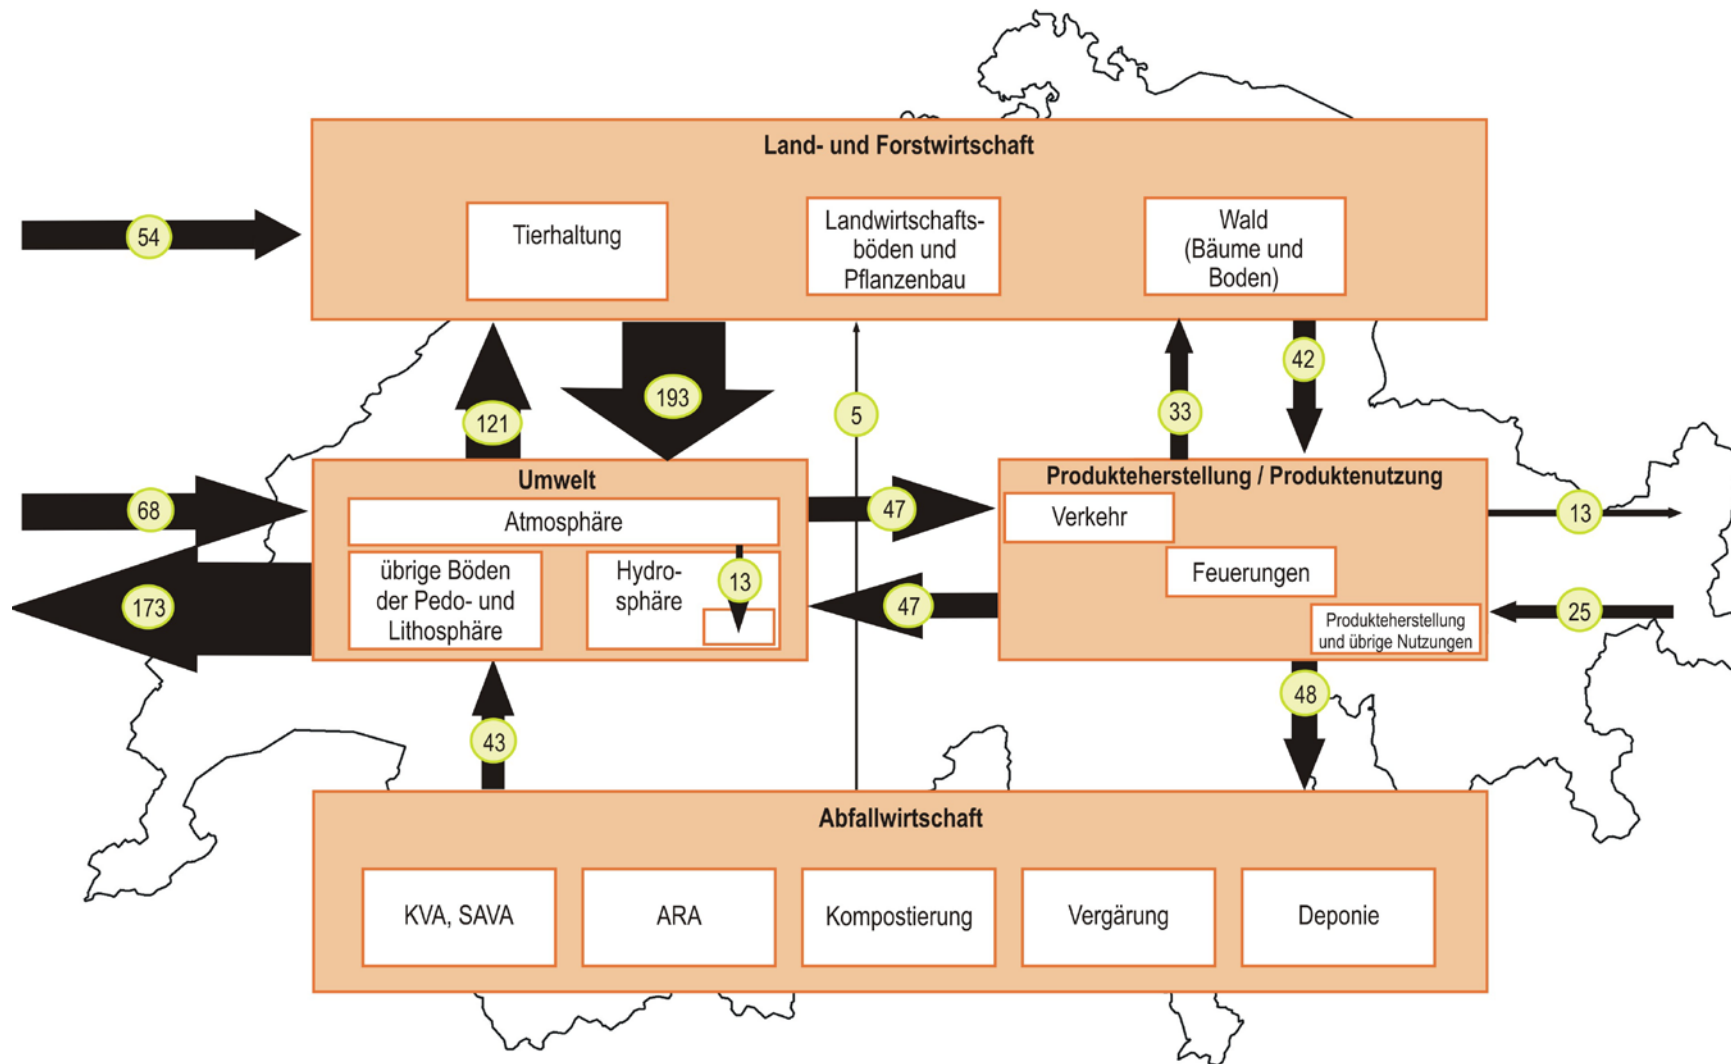 Land- und Forstwirtschaft
54
Tierhaltung
Landwirtschafts-
böden und
Pflanzenbau
Wald
(Bäume und
Boden)
121
193
5
33
42
68
173
Umwelt
Atmosphäre
übrige Böden
der Pedo- und
Lithosphäre
Hydro-
sphäre
13
47
47
Produkteherstellung / Produktenutzung
Verkehr
Feuerungen
Produkteherstellung
und übrige Nutzungen
13
25
43
48
Abfallwirtschaft
KVA, SAVA
ARA
Kompostierung
Vergärung
Deponie